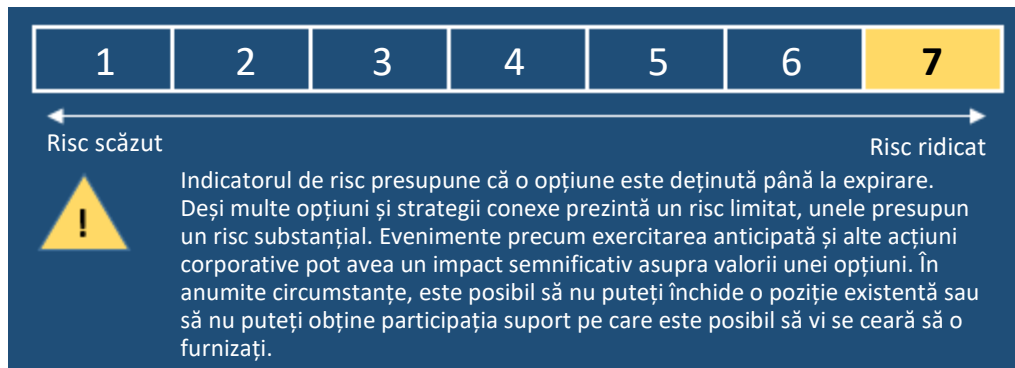 1 2 3 4 5 6 7
Risc scăzut Risc ridicat
!
Indicatorul de risc presupune că o opțiune este deținută până la expirare.
Deși multe opțiuni și strategii conexe prezintă un risc limitat, unele presupun
un risc substanțial. Evenimente precum exercitarea anticipată și alte acțiuni
corporative pot avea un impact semnificativ asupra valorii unei opțiuni. În
anumite circumstanțe, este posibil să nu puteți închide o poziție existentă sau
să nu puteți obține participația suport pe care este posibil să vi se ceară să o
furnizați.